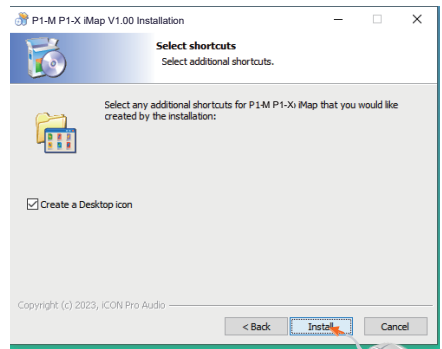 P1-M P1-X iMap V1.00 Installation
Select shortcuts
Select additional shortcuts.
Select any additional shortcuts for P1-M P1-X iMap that you would like
created by the installation:
Create a Desktop icon
Copyright (c) 2023, iCON Pro Audio
< Back
Install
Cancel